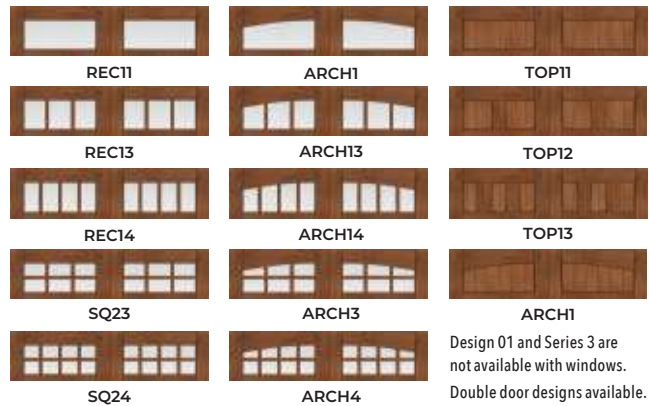 REC11
ARCH1
TOP11
REC13
ARCH13
TOP12
REC14
ARCH14
TOP13
SQ23
ARCH3
ARCH1
SQ24
ARCH4
Design 01 and Series 3 are
not available with windows.
Double door designs available.